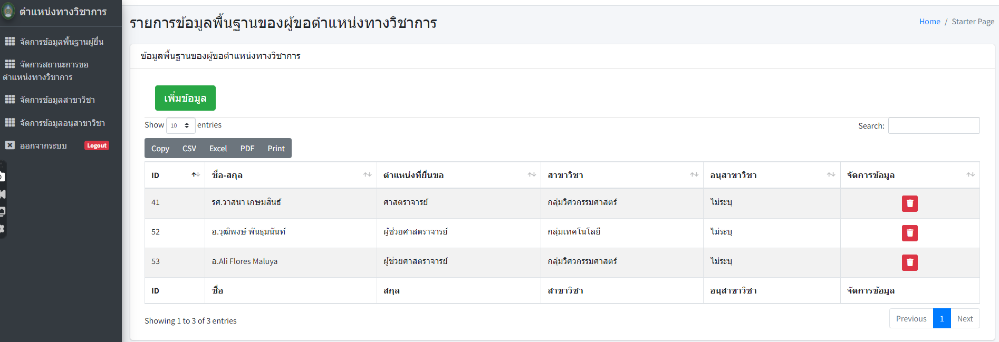 ตำแหน่งทางวิชาการ
จัดการข้อมูลพื้นฐานผู้ยื่น
จัดการสถานะการขอ
ตำแหน่งทางวิชาการ
จัดการข้อมูลสาขาวิชา
จัดการข้อมูลอนุสาขาวิชา
ออกจากระบบ Logout
รายการข้อมูลพื้นฐานของผู้ขอตำแหน่งทางวิชาการ
Home / Starter Page
ข้อมูลพื้นฐานของผู้ขอตำแหน่งทางวิชาการ
เพิ่มข้อมูล
Show 10 entries Search:
Copy CSV Excel PDF Print
ID ชื่อ-สกุล ตำแหน่งที่ยื่นขอ สาขาวิชา อนุสาขาวิชา จัดการข้อมูล
41 รศ.วาสนา เกษมสินธ์ ศาสตราจารย์ กลุ่มวิศวกรรมศาสตร์ ไม่ระบุ
52 อ.วุฒิพงษ์ พันธุมนันท์ ผู้ช่วยศาสตราจารย์ กลุ่มเทคโนโลยี ไม่ระบุ
53 อ.Ali Flores Maluya ผู้ช่วยศาสตราจารย์ กลุ่มวิศวกรรมศาสตร์ ไม่ระบุ
ID ชื่อ สกุล สาขาวิชา อนุสาขาวิชา จัดการข้อมูล
Showing 1 to 3 of 3 entries
Previous 1 Next